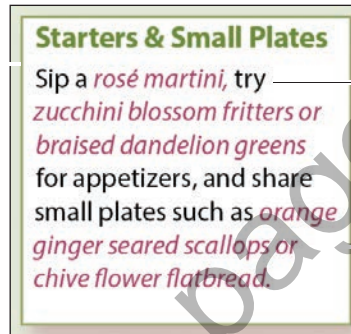 Starters & Small Plates
Sip a rosé martini, try
zucchini blossom fritters or
braised dandelion greens
for appetizers, and share
small plates such as orange
ginger seared scallops or
chive flower flatbread.
page